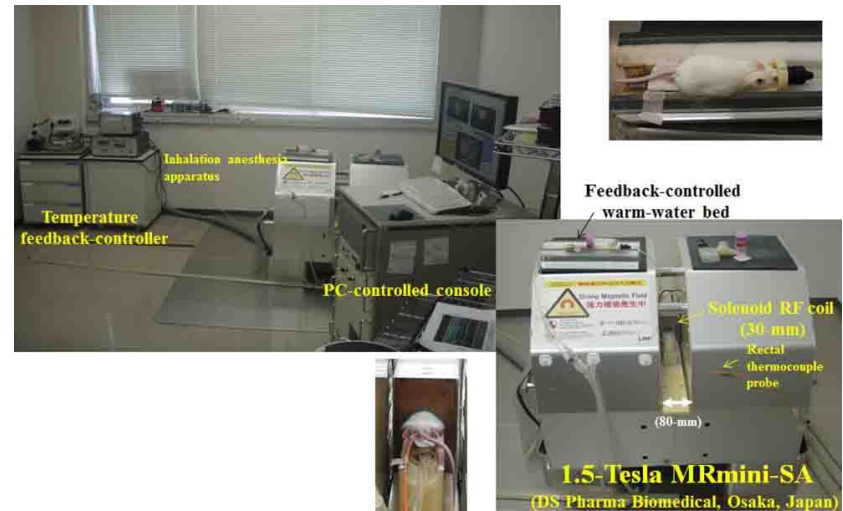 Inhalation anesthesia
apparatus
Temperature
feedback-controller
PC-controlled console
Feedback-controlled
warm-water bed
Strong Magnetic Field
強力磁場発生中
Solenoid RF coil
(30-mm)
Rectal
thermocouple
probe
(80-mm)
1.5-Tesla MRmini-SA
(DS Pharma Biomedical, Osaka, Japan)